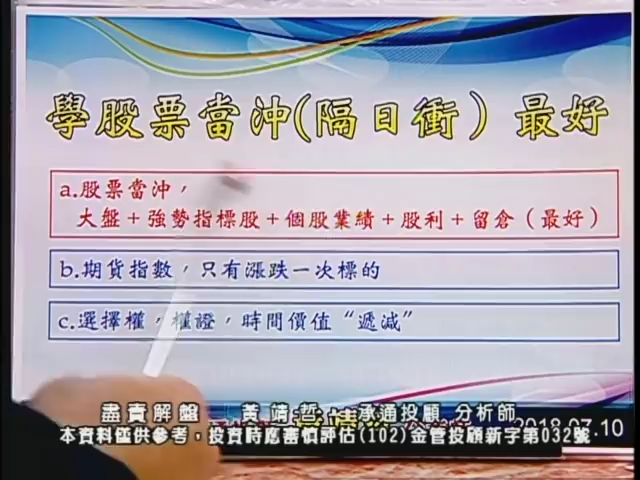 學股票當沖(隔日衝）最好
a.股票當沖，
大盤＋強勢指標股＋個股業績＋股利＋留倉（最好）
b.期貨指數，只有漲跌一次標的
c.選擇權，權證，時間價值“遞減”
2018.07.10
盡責解盤 黃靖哲 承通投顧 分析師
本資料僅供參考，投資時應審慎評估(102)金管投顧新字第032號